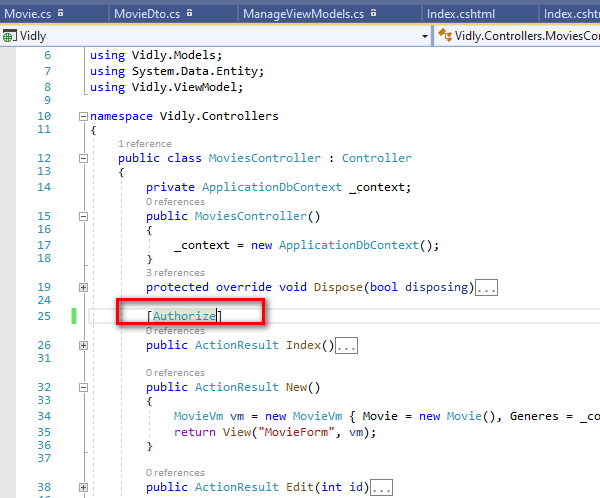 Movie.cs MovieDto.cs ManageViewModels.cs Index.cshtml Index.cshtm
Vidly Vidly.Controllers.MoviesCo
6 using Vidly.Models;
7 using System.Data.Entity;
8 using Vidly.ViewModel;
9
10 namespace Vidly.Controllers
11 {
1 reference
12 public class MoviesController : Controller
13 {
14 private ApplicationDbContext _context;
0 references
15 public MoviesController()
16 {
17 _context = new ApplicationDbContext();
18 }
3 references
19 protected override void Dispose(bool disposing)...
24
25 [Authorize]
0 references
26 public ActionResult Index()...
31
0 references
32 public ActionResult New()
33 {
34 MovieVm vm = new MovieVm { Movie = new Movie(), Generes = _co
35 return View("MovieForm", vm);
36 }
37
0 references
38 public ActionResult Edit(int id)...